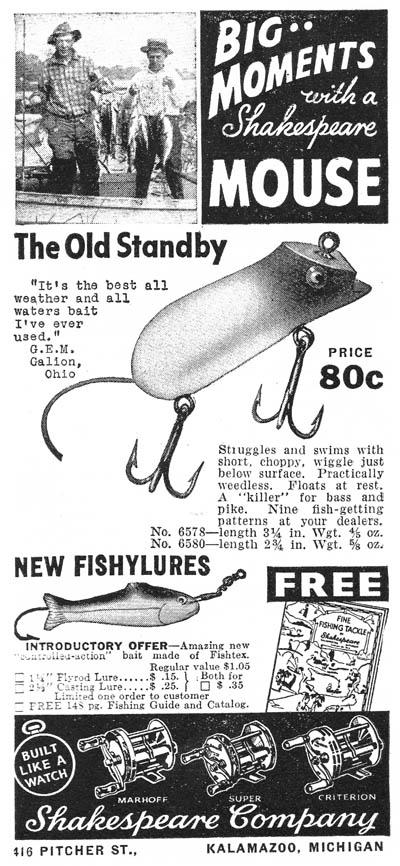 BIG
MOMENTS
with a
Shakespeare
MOUSE
The Old Standby
"It's the best all
weather and all
waters bait
I've ever
used."
G.E.M.
Galion,
Ohio
PRICE
80c
Struggles and swims with
short, choppy, wiggle just
below surface. Practically
weedless. Floats at rest.
A "killer" for bass and
pike. Nine fish-getting
patterns at your dealers.
No. 6578—length 3¼ in. Wgt. ⅘ oz.
No. 6580—length 2¾ in. Wgt. ⅝ oz.
NEW FISHYLURES
INTRODUCTORY OFFER—Amazing new
"controlled-action" bait made of Fishtex.
Regular value $1.05
Flyrod Lure.....$ .15. } Both for
Casting Lure.....$ .25. } $ .35
Limited one order to customer
FREE 148 pg. Fishing Guide and Catalog.
FREE
FINE
FISHING TACKLE
Shakespeare
BUILT
LIKE A
WATCH
MARHOFF SUPER CRITERION
Shakespeare Company
416 PITCHER ST., KALAMAZOO, MICHIGAN